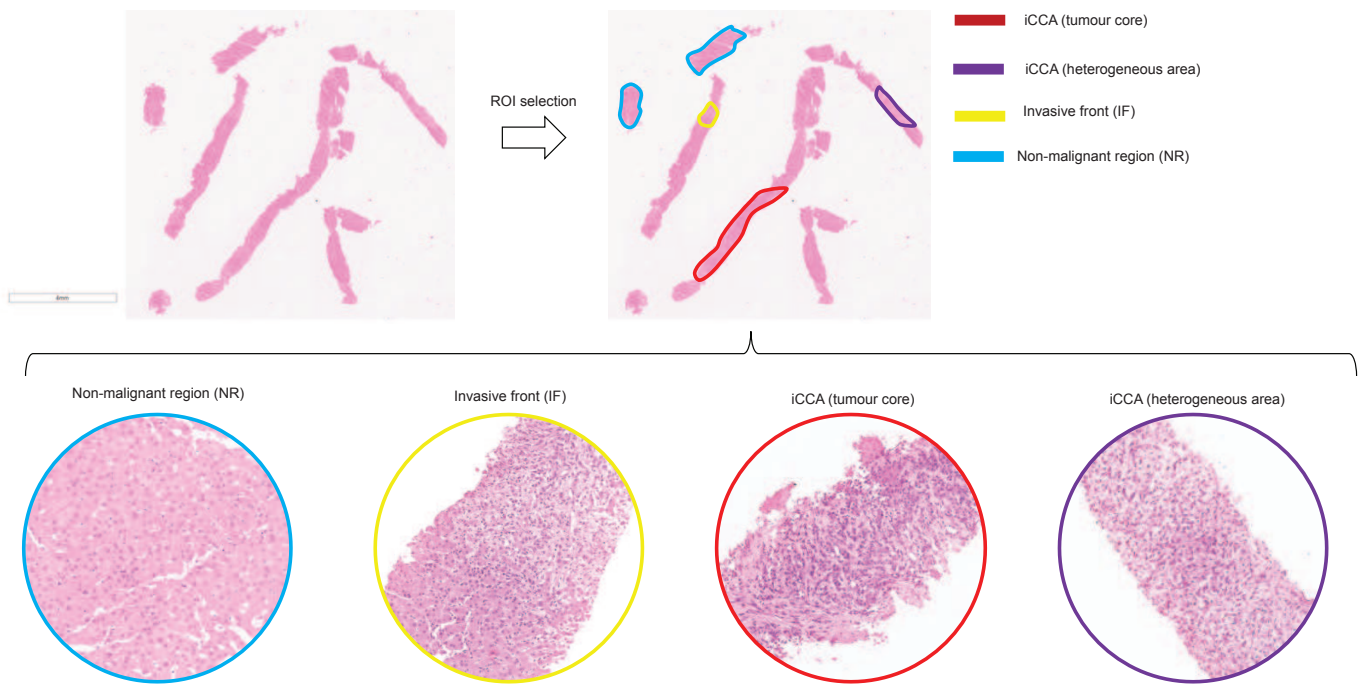 iCCA (tumour core)
iCCA (heterogeneous area)
ROI selection
Invasive front (IF)
Non-malignant region (NR)
4mm
Non-malignant region (NR)
Invasive front (IF)
iCCA (tumour core)
iCCA (heterogeneous area)